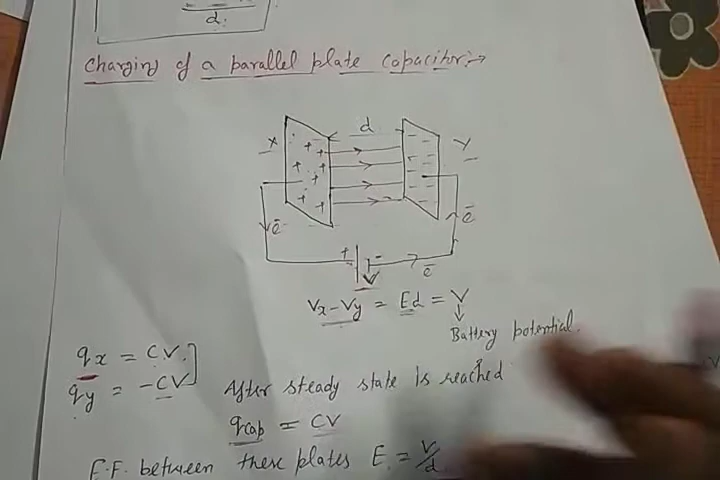 d.
Charging of a parallel plate capacitor:→
d
X
Y
+ + + + + + + +
- - - - - - - -
e̅
e̅
+ -
e̅
V
Vx-Vy = Ed = V
Battery potential.
qx = CV.]
qy = -CV]
After steady state is reached
qcap = CV
E.F. between these plates E = V/d